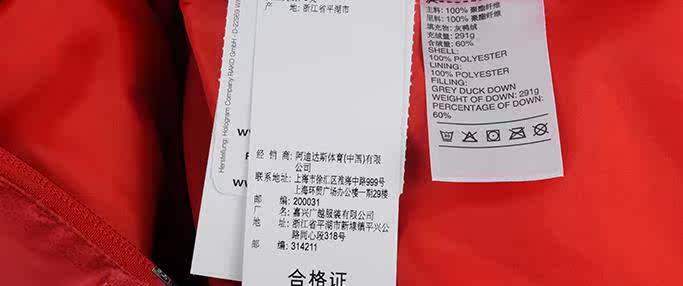 产 地：浙江省平湖市
经 销 商：阿迪达斯体育(中国)有限
公司
联系地址：上海市徐汇区淮海中路999号
上海环贸广场办公楼一期29楼
邮 编：200031
厂 名：嘉兴广越服装有限公司
地 址：浙江省平湖市新埭镇平兴公
路同心段318号
邮 编：314211
合格证
Herstellung: Hologram Company RAKO GmbH · D-22969 W
主料：100% 聚酯纤维
里料：100% 聚酯纤维
填充物：灰鸭绒
充绒量：291g
含绒量：60%
SHELL:
100% POLYESTER
LINING:
100% POLYESTER
FILLING:
GREY DUCK DOWN
WEIGHT OF DOWN: 291g
PERCENTAGE OF DOWN:
60%